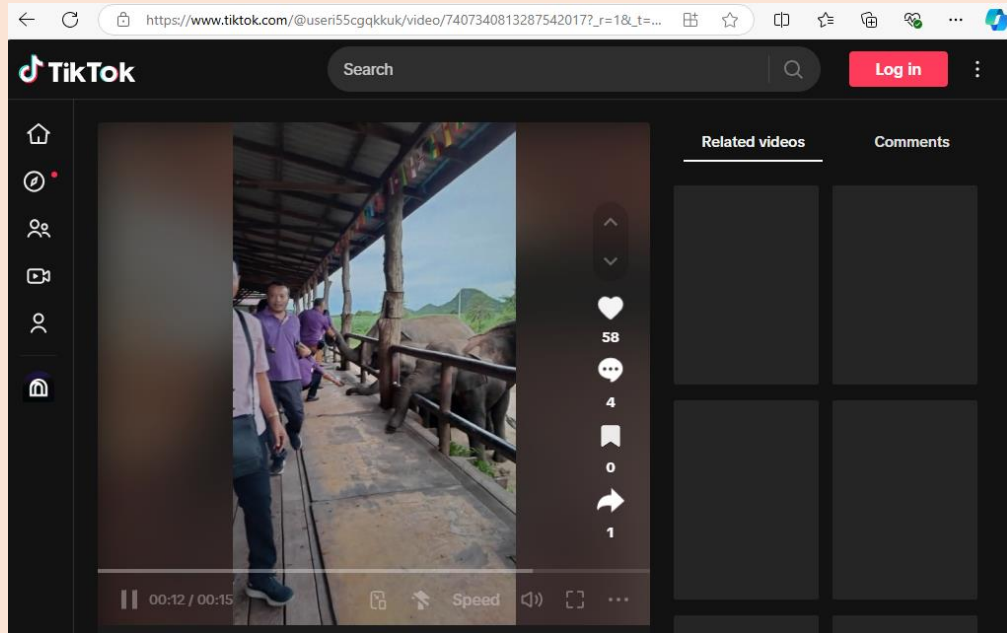 https://www.tiktok.com/@useri55cgqkkuk/video/7407340813287542017?_r=1&_t=...
TikTok
Search
Log in
Related videos
Comments
58
4
0
1
00:12 / 00:15
Speed